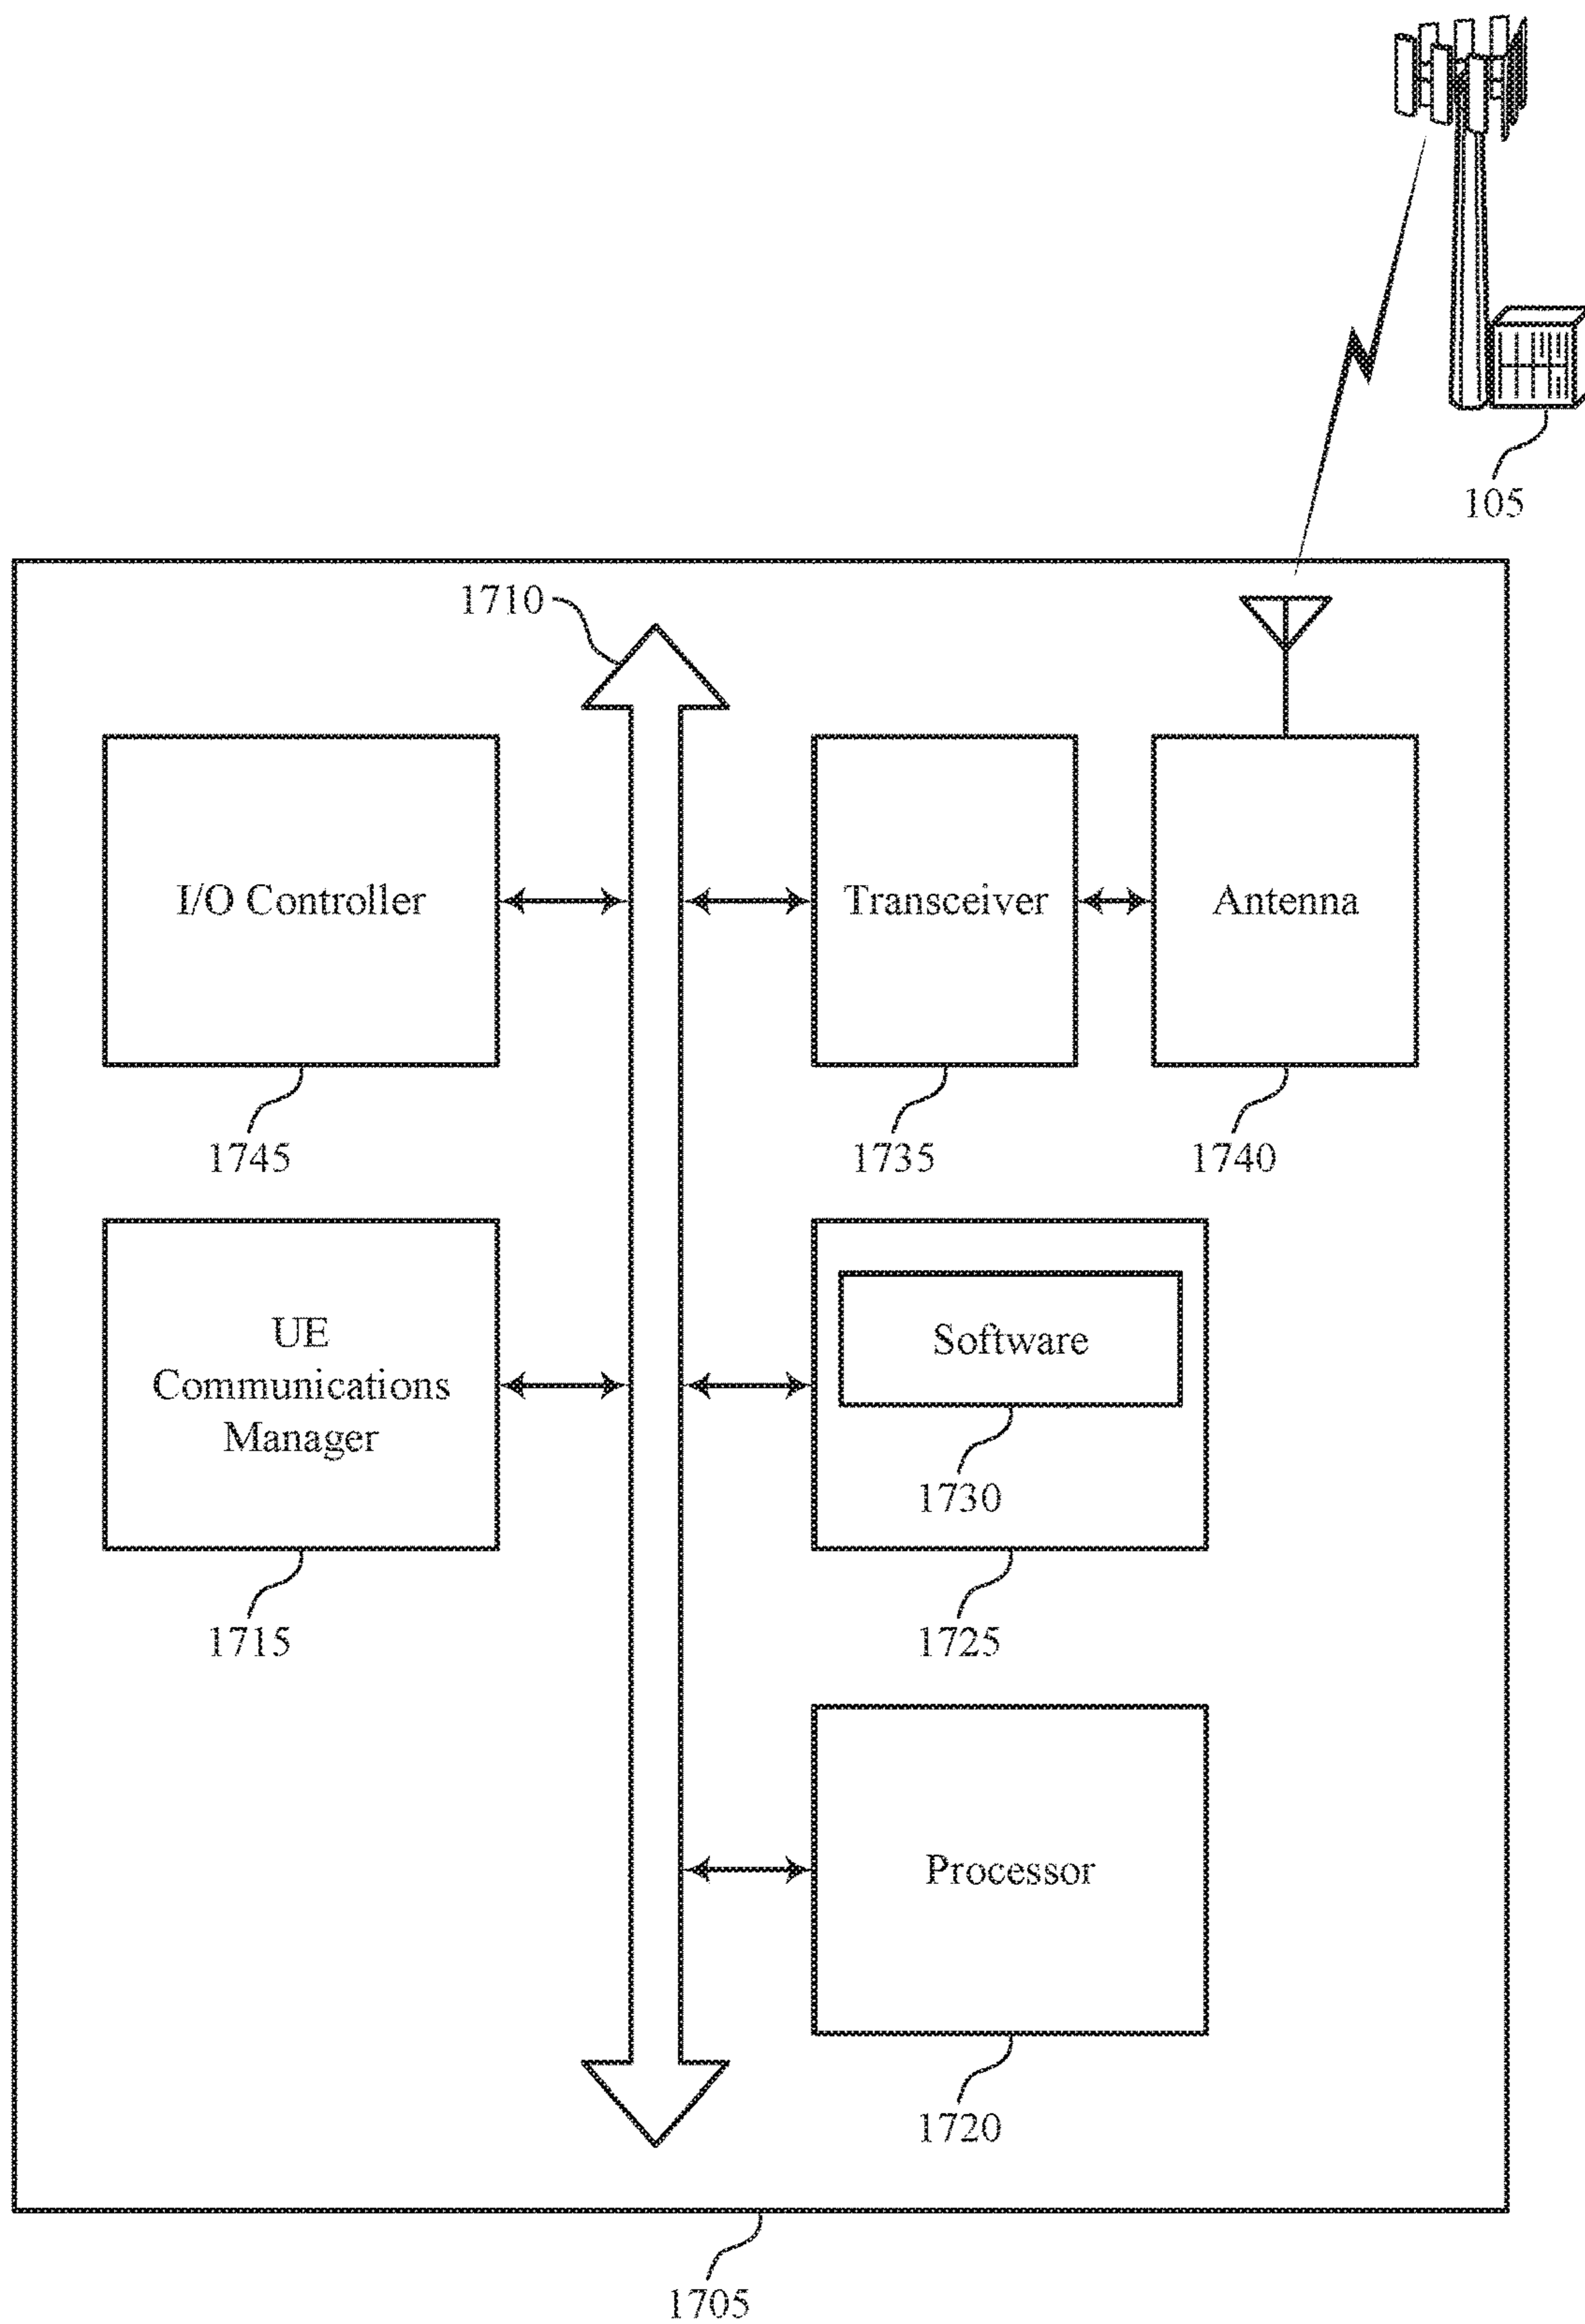 105
1710
I/O Controller
Transceiver
Antenna
1745
1735
1740
UE
Communications
Manager
Software
1730
1715
1725
Processor
1720
1705